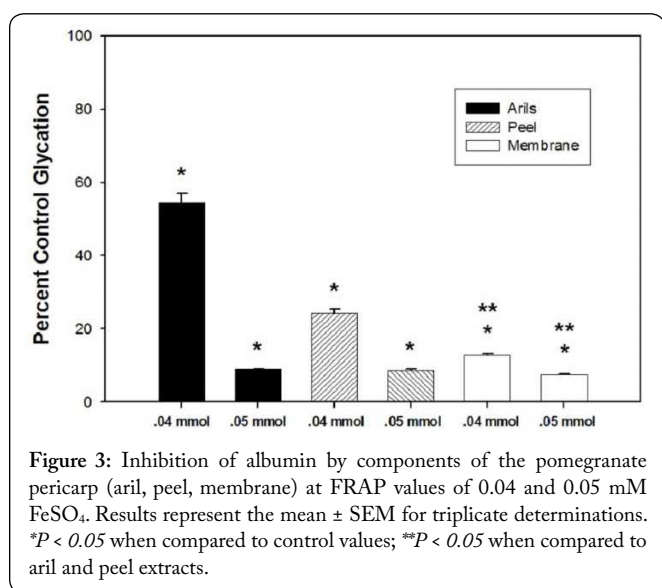 100
80
60
40
20
0
Percent Control Glycation
Arils
Peel
Membrane
*
*
*
*
**
*
**
*
.04 mmol .05 mmol .04 mmol .05 mmol .04 mmol .05 mmol
Figure 3: Inhibition of albumin by components of the pomegranate
pericarp (aril, peel, membrane) at FRAP values of 0.04 and 0.05 mM
FeSO₄. Results represent the mean ± SEM for triplicate determinations.
*P < 0.05 when compared to control values; **P < 0.05 when compared to
aril and peel extracts.